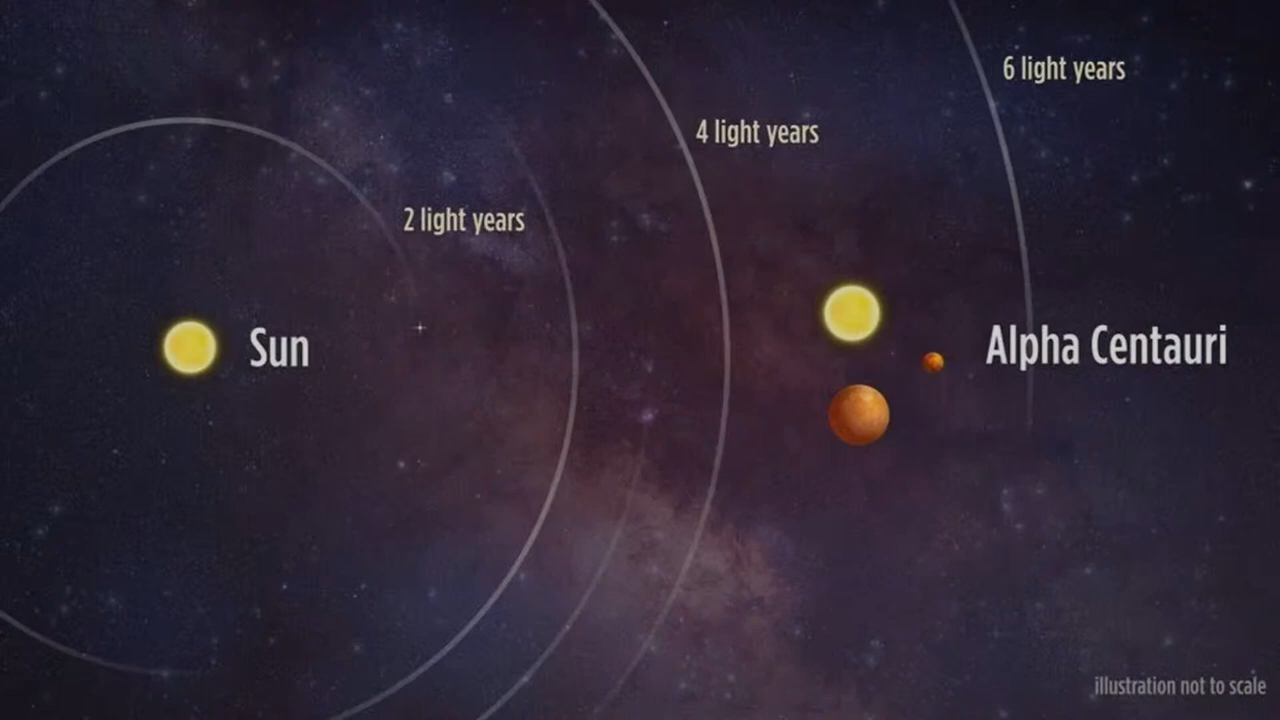 6 light years
4 light years
2 light years
Sun
Alpha Centauri
illustration not to scale